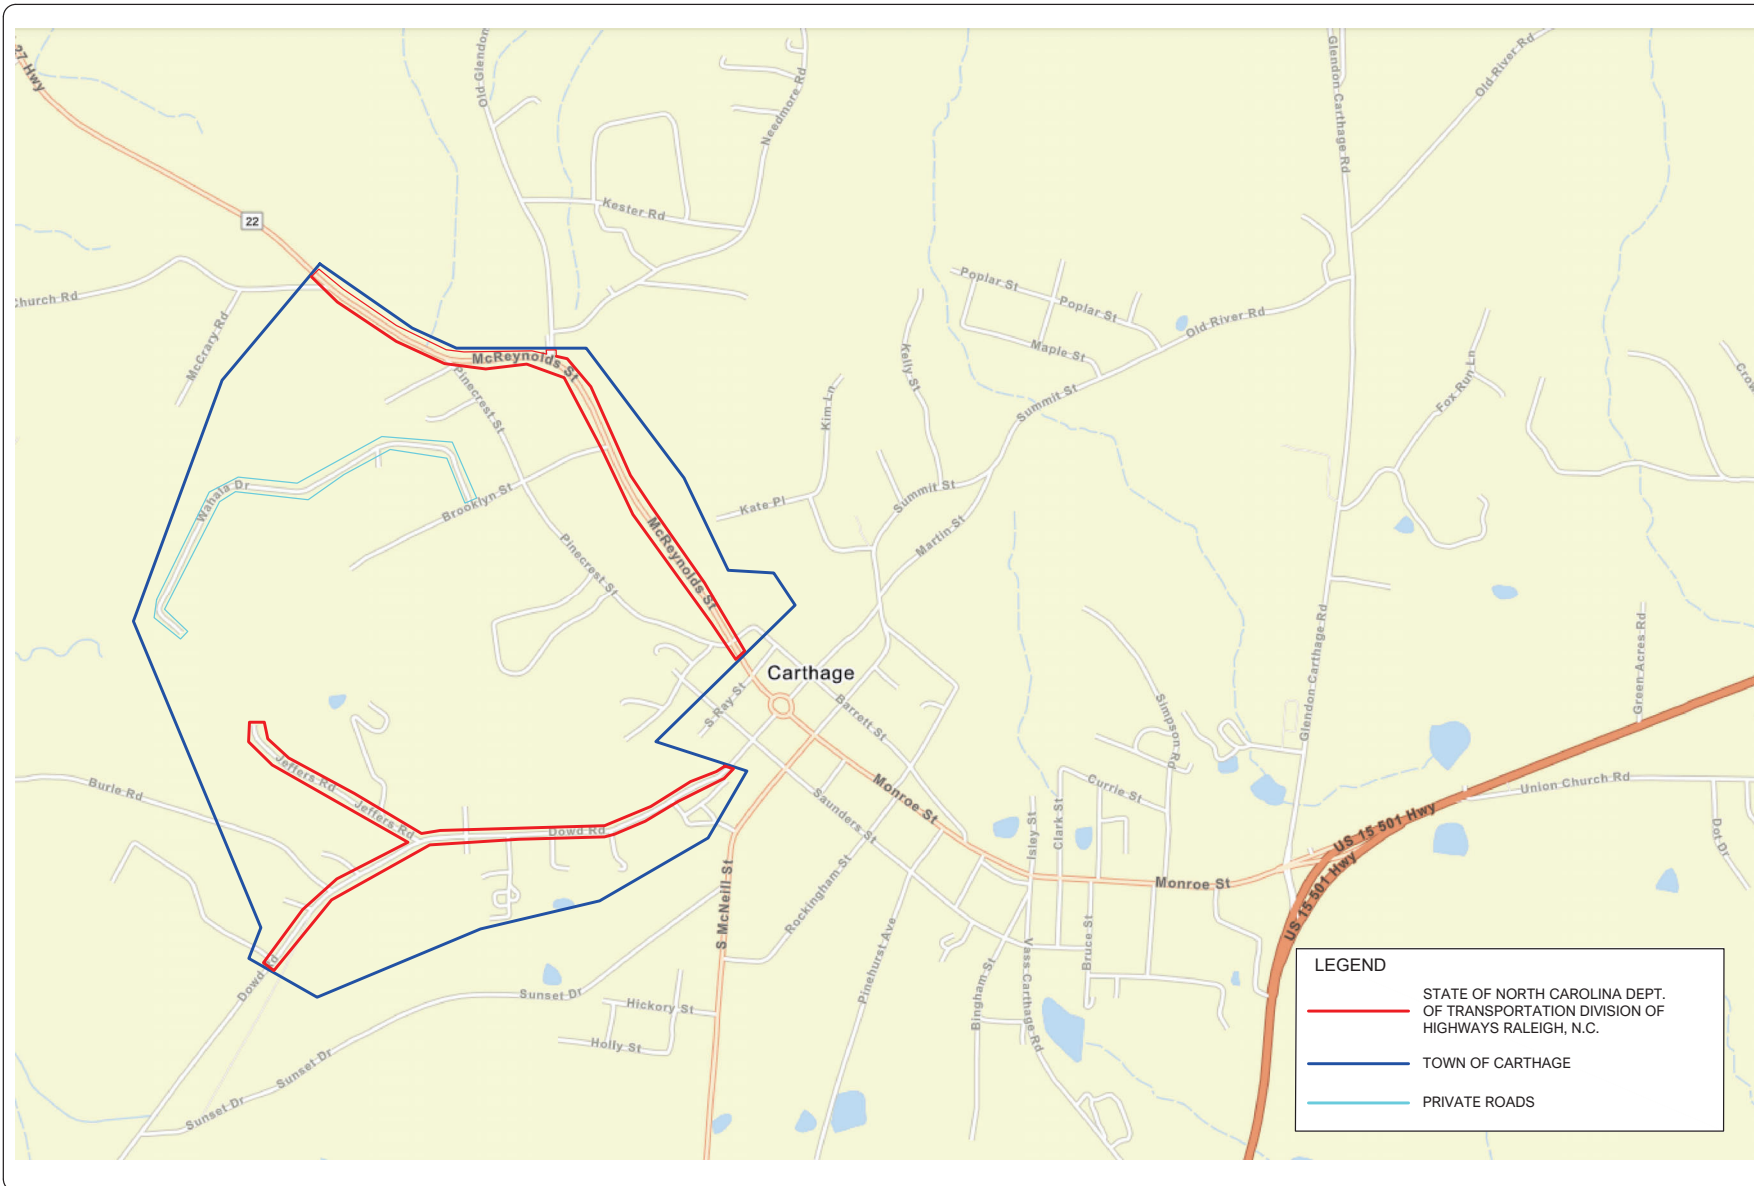 27 Hwy
Old Glendon
Needmore Rd
Glendon Carthage Rd
Old River Rd
Kester Rd
22
Church Rd
McCrary Rd
Poplar St
Poplar St
Old River Rd
Maple St
Kelly St
Kim Ln
Summit St
Fox Run Ln
Crow
McReynolds St
Pinecrest St
Wahala Dr
Brooklyn St
Kate Pl
Summit St
Martin St
McReynolds St
Pinecrest St
Glendon Carthage Rd
Green Acres Rd
Carthage
S Ray St
Barrett St
Simpson Rd
Jeffers Rd
Jeffers Rd
Burle Rd
Dowd Rd
Monroe St
Saunders St
Currie St
Clark St
Isley St
Union Church Rd
US 15 501 Hwy
US 15 501 Hwy
Dot Dr
Monroe St
S McNeill St
Rockingham St
Pinehurst Ave
Bingham St
Vass Carthage Rd
Bruce St
Dowd Rd
Sunset Dr
Hickory St
Holly St
Sunset Dr
Sunset Dr
LEGEND
STATE OF NORTH CAROLINA DEPT.
OF TRANSPORTATION DIVISION OF
HIGHWAYS RALEIGH, N.C.
TOWN OF CARTHAGE
PRIVATE ROADS